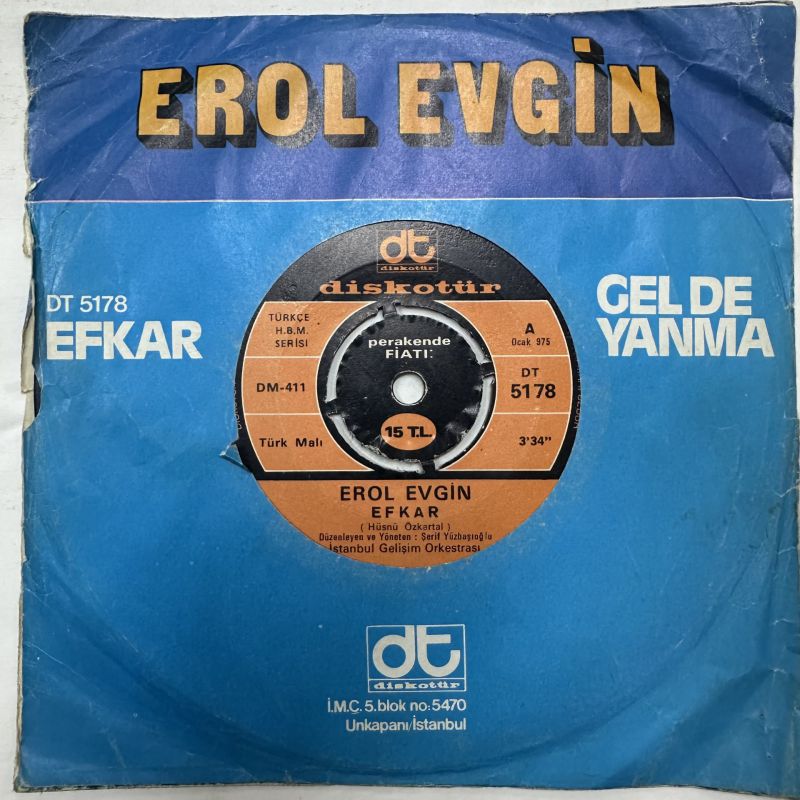 EROL EVGİN
DT 5178
EFKAR
GEL DE
YANMA
dt
diskotür
diskotür
TÜRKÇE
H.B.M.
SERİSİ
perakende
FİATI:
A
Ocak 975
DM-411
DT
5178
15 T.L.
Türk Malı
3'34"
EROL EVGİN
EFKAR
( Hüsnü Özkartal )
Düzenleyen ve Yöneten : Şerif Yüzbaşıoğlu
İstanbul Gelişim Orkestrası
dt
diskotür
İ.M.Ç. 5.blok no:5470
Unkapanı/İstanbul